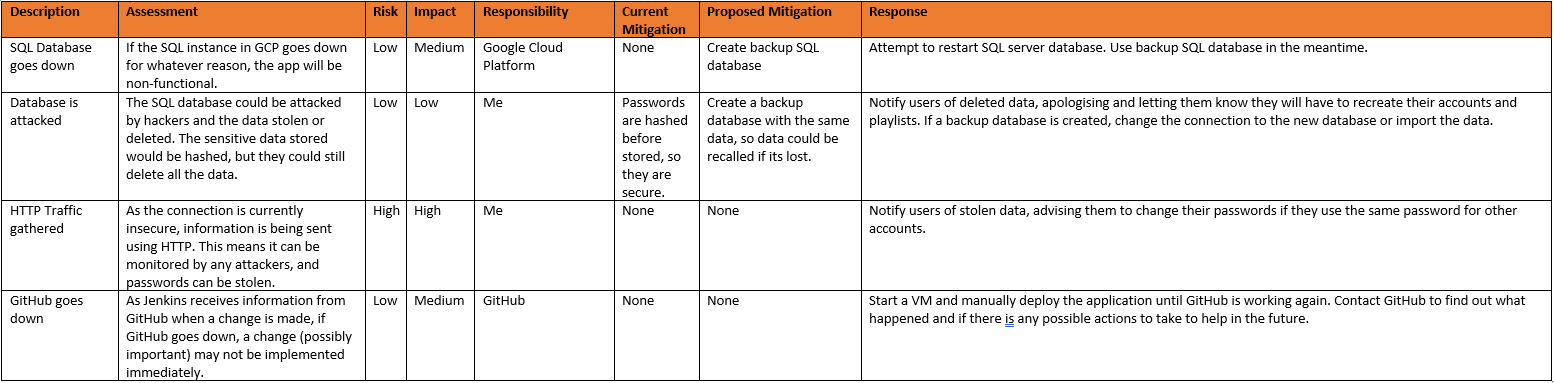 Description
Assessment
Risk
Impact
Responsibility
Current
Mitigation
Proposed Mitigation
Response
SQL Database
goes down
If the SQL instance in GCP goes down
for whatever reason, the app will be
non-functional.
Low
Medium
Google Cloud
Platform
None
Create backup SQL
database
Attempt to restart SQL server database. Use backup SQL database in the meantime.
Database is
attacked
The SQL database could be attacked
by hackers and the data stolen or
deleted. The sensitive data stored
would be hashed, but they could still
delete all the data.
Low
Low
Me
Passwords
are hashed
before
stored, so
they are
secure.
Create a backup
database with the same
data, so data could be
recalled if its lost.
Notify users of deleted data, apologising and letting them know they will have to recreate their accounts and
playlists. If a backup database is created, change the connection to the new database or import the data.
HTTP Traffic
gathered
As the connection is currently
insecure, information is being sent
using HTTP. This means it can be
monitored by any attackers, and
passwords can be stolen.
High
High
Me
None
None
Notify users of stolen data, advising them to change their passwords if they use the same password for other
accounts.
GitHub goes
down
As Jenkins receives information from
GitHub when a change is made, if
GitHub goes down, a change (possibly
important) may not be implemented
immediately.
Low
Medium
GitHub
None
None
Start a VM and manually deploy the application until GitHub is working again. Contact GitHub to find out what
happened and if there is any possible actions to take to help in the future.